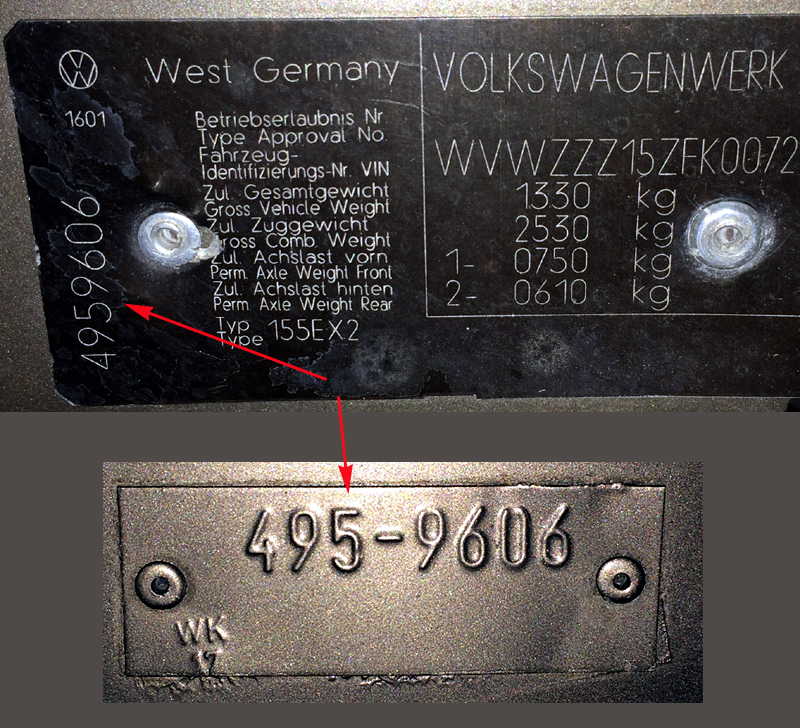 West Germany
1601
4959606
Betriebserlaubnis Nr
Type Approval No
Fahrzeug-
Identifizierungs-Nr. VIN
Zul. Gesamtgewicht
Gross Vehicle Weight
Zul. Zuggewicht
Gross Comb. Weight
Zul. Achslast vorn
Perm. Axle Weight Front
Zul. Achslast hinten
Perm. Axle Weight Rear
Typ
Type 155EX2
VOLKSWAGENWERK
WVWZZZ15ZFK0072
1330 kg
2530 kg
1- 0750 kg
2- 0610 kg
495-9606
WK
17